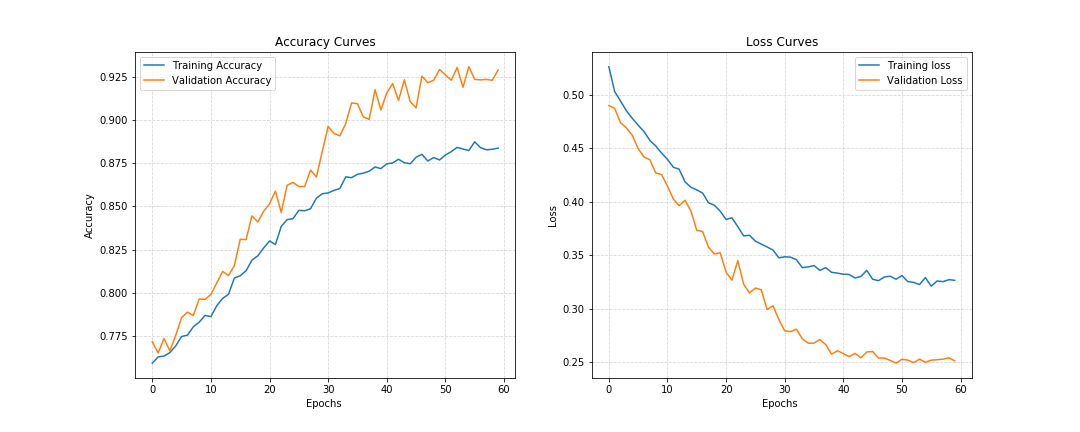 Accuracy Curves
Training Accuracy
Validation Accuracy
0.925
0.900
0.875
0.850
0.825
0.800
0.775
Accuracy
0 10 20 30 40 50 60
Epochs
Loss Curves
Training loss
Validation Loss
0.50
0.45
0.40
0.35
0.30
0.25
Loss
0 10 20 30 40 50 60
Epochs